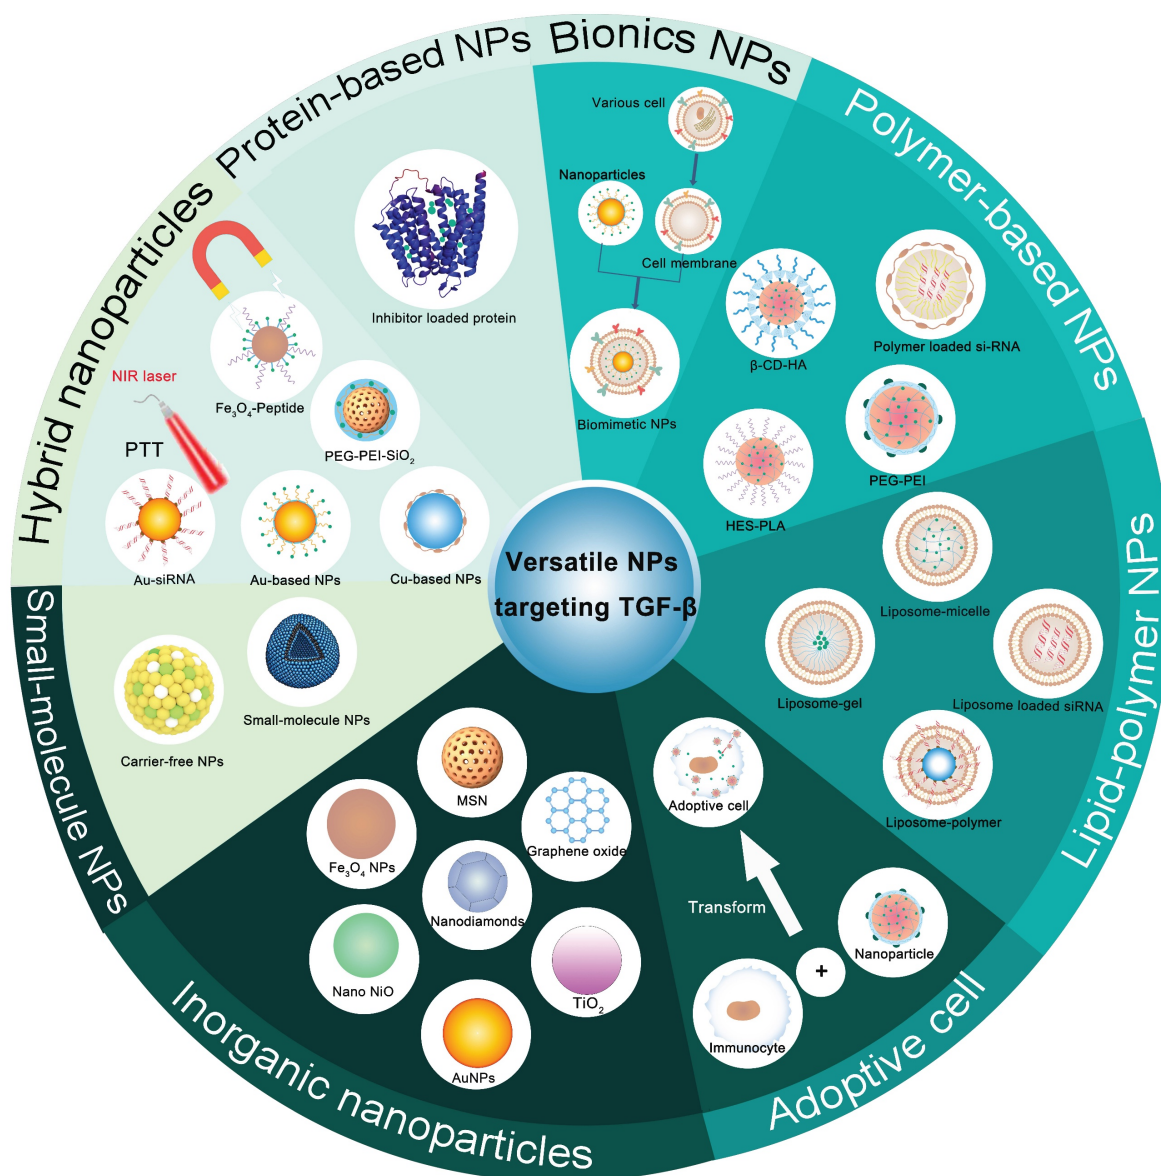 Bionics NPs
Various cell
Nanoparticles
Cell membrane
Biomimetic NPs
Polymer-based NPs
β-CD-HA
Polymer loaded si-RNA
PEG-PEI
HES-PLA
Lipid-polymer NPs
Liposome-micelle
Liposome-gel
Liposome loaded siRNA
Liposome-polymer
Adoptive cell
Adoptive cell
Transform
Nanoparticle
+
Immunocyte
Inorganic nanoparticles
MSN
Graphene oxide
Fe₃O₄ NPs
Nanodiamonds
Nano NiO
TiO₂
AuNPs
Small-molecule NPs
Small-molecule NPs
Carrier-free NPs
Hybrid nanoparticles
Fe₃O₄-Peptide
NIR laser
PTT
PEG-PEI-SiO₂
Au-siRNA
Au-based NPs
Cu-based NPs
Protein-based NPs
Inhibitor loaded protein
Versatile NPs
targeting TGF-β